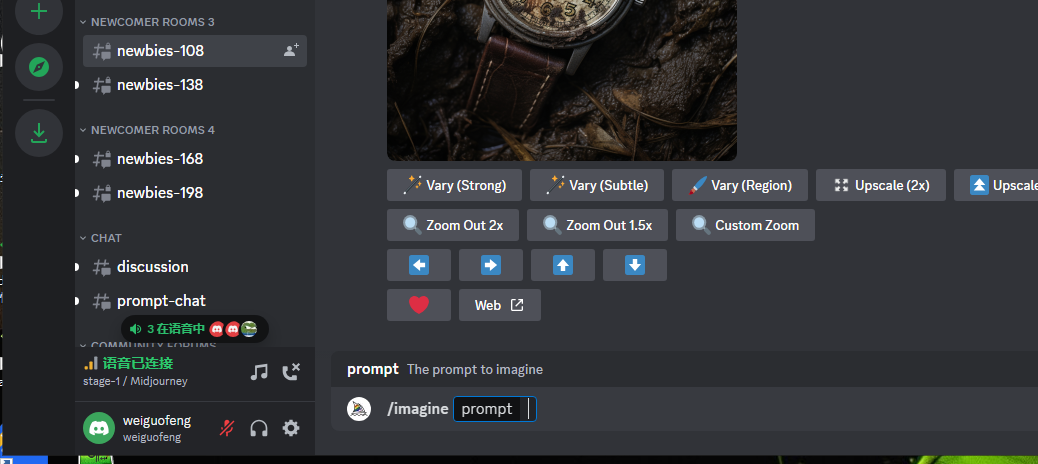 NEWCOMER ROOMS 3
newbies-108
newbies-138
NEWCOMER ROOMS 4
newbies-168
newbies-198
CHAT
discussion
prompt-chat
3 在语音中
COMMUNITY FORUMS
语音已连接
stage-1 / Midjourney
weiguofeng
weiguofeng
Vary (Strong)
Vary (Subtle)
Vary (Region)
Upscale (2x)
Upscale
Zoom Out 2x
Zoom Out 1.5x
Custom Zoom
Web
prompt The prompt to imagine
/imagine prompt